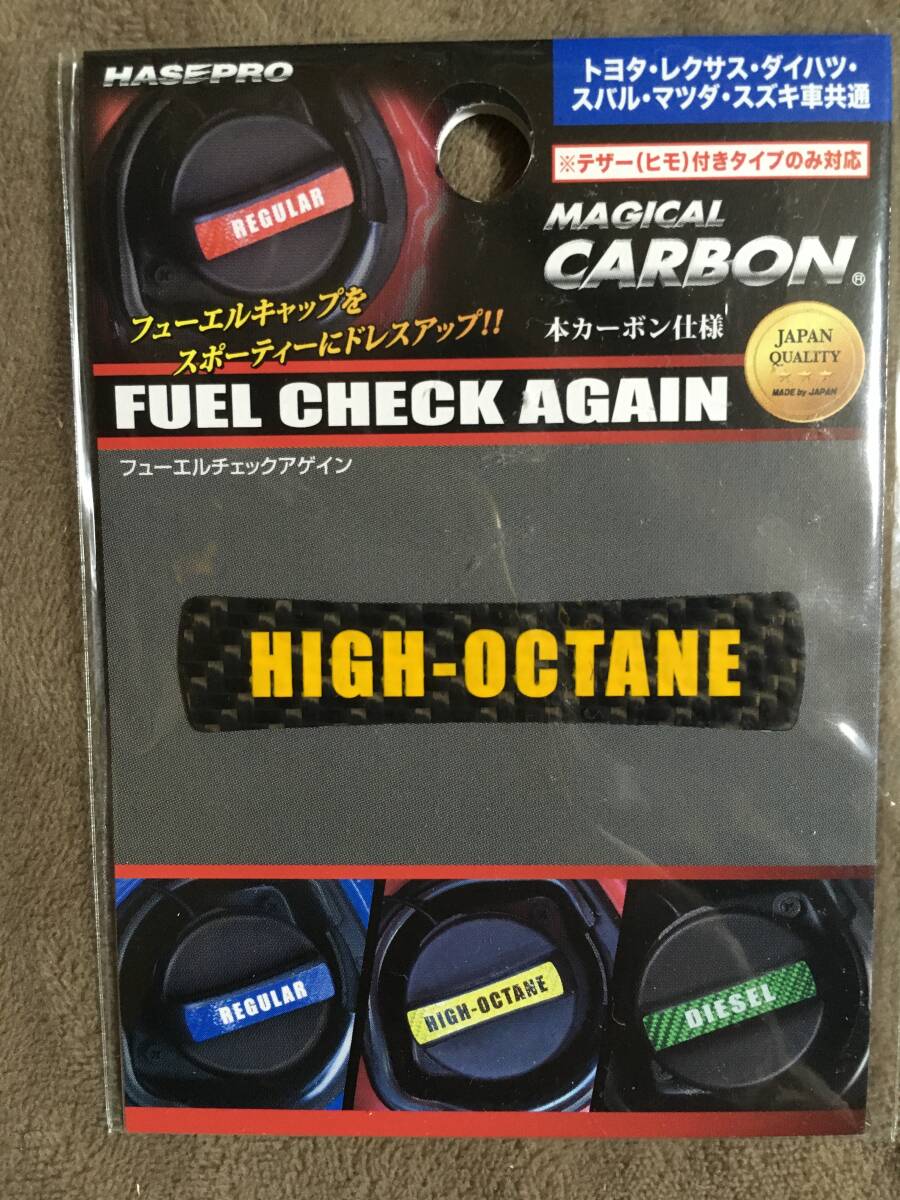 HASEPRO
トヨタ・レクサス・ダイハツ・
スバル・マツダ・スズキ車共通
※テザー(ヒモ)付きタイプのみ対応
REGULAR
MAGICAL
CARBON®
本カーボン仕様
フューエルキャップを
スポーティーにドレスアップ!!
JAPAN
QUALITY
MADE by JAPAN
FUEL CHECK AGAIN
フューエルチェックアゲイン
HIGH-OCTANE
REGULAR
HIGH-OCTANE
DIESEL